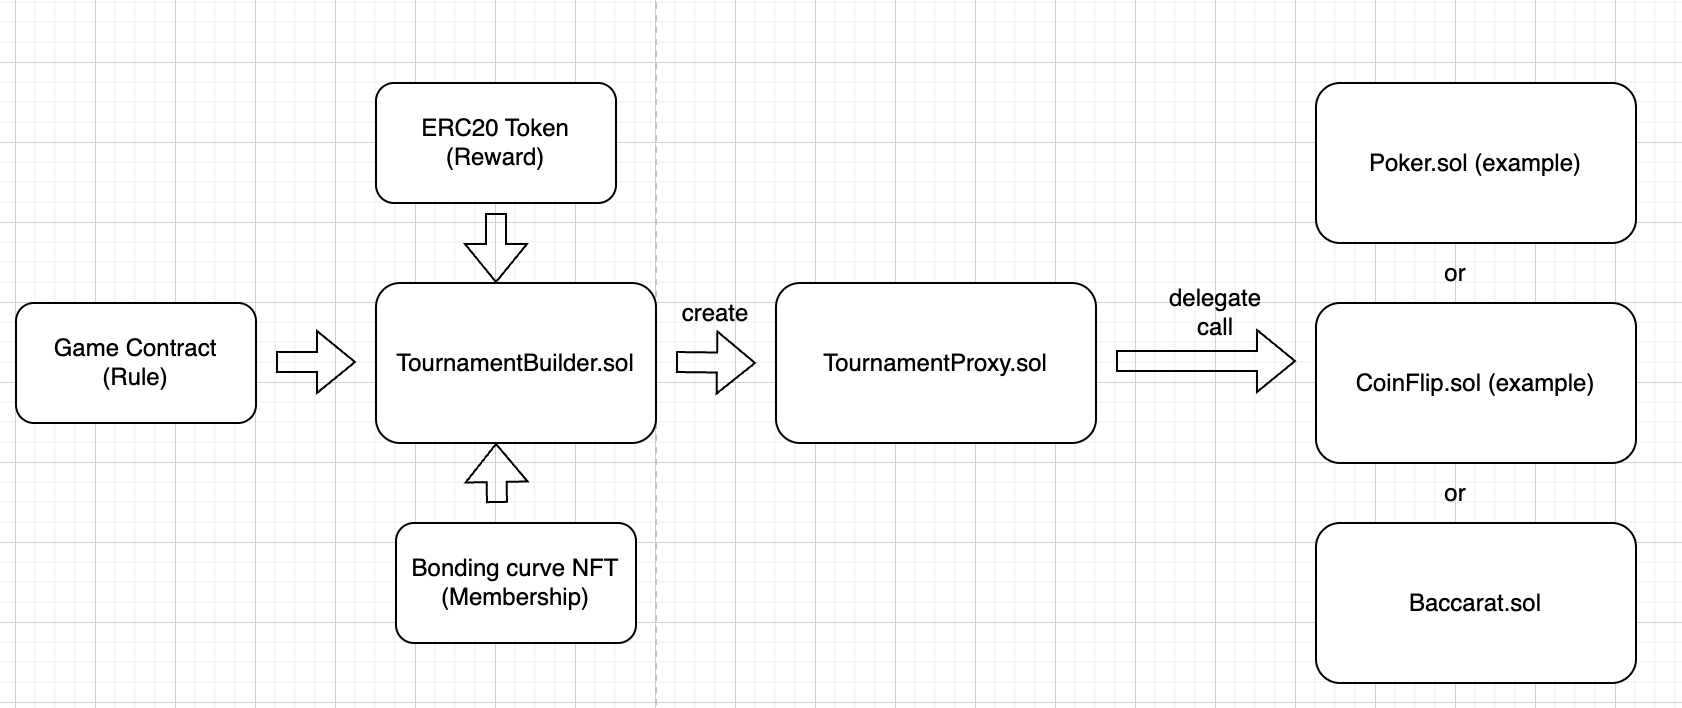 ERC20 Token
(Reward)
Game Contract
(Rule)
TournamentBuilder.sol
Bonding curve NFT
(Membership)
create
TournamentProxy.sol
delegate
call
Poker.sol (example)
or
CoinFlip.sol (example)
or
Baccarat.sol